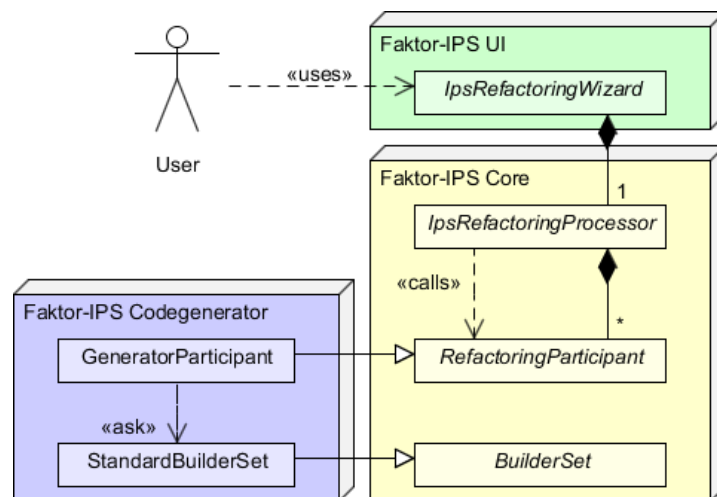 Faktor-IPS UI
«uses»
IpsRefactoringWizard
User
Faktor-IPS Core
1
IpsRefactoringProcessor
«calls»
Faktor-IPS Codegenerator
*
GeneratorParticipant
RefactoringParticipant
«ask»
StandardBuilderSet
BuilderSet